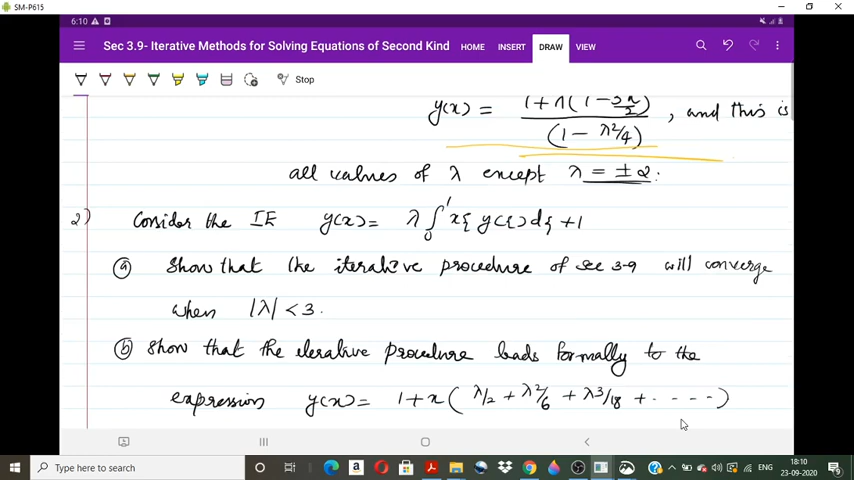 SM-P615
6:10
Sec 3.9- Iterative Methods for Solving Equations of Second Kind HOME INSERT DRAW VIEW
Stop
y(x) = 1+λ(1-3x/2) / (1 - λ²/4) , and this is
all values of λ except λ = ±2.
2) Consider the IE y(x) = λ ∫₀¹ xξ y(ξ) dξ + 1
(a) Show that the iterative procedure of sec 3-9 will converge
when |λ| < 3.
(b) Show that the iterative procedure leads formally to the
expression y(x) = 1 + x ( λ/2 + λ²/6 + λ³/18 + ..... )
Type here to search
ENG
18:10
23-09-2020